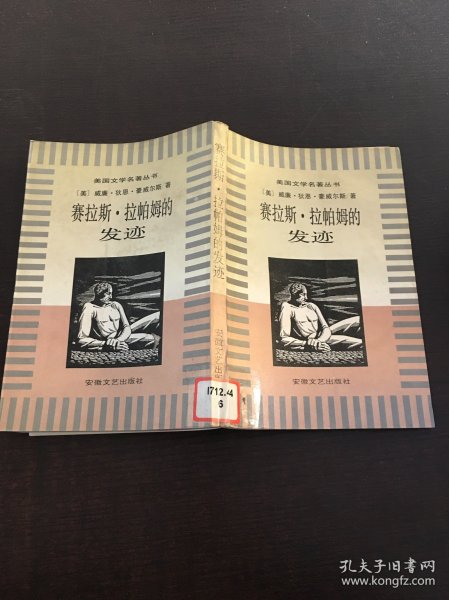 美国文学名著丛书
〔美〕威廉·狄恩·豪威尔斯 著
赛拉斯·拉帕姆的
发迹
安徽文艺出版社
赛拉斯·拉帕姆的发迹
安徽文艺出版
I712.44
6
美国文学名著丛书
〔美〕威廉·狄恩·豪威尔斯 著
赛拉斯·拉帕姆的
发迹
安徽文艺出版社
孔夫子旧书网
www.kongfz.com